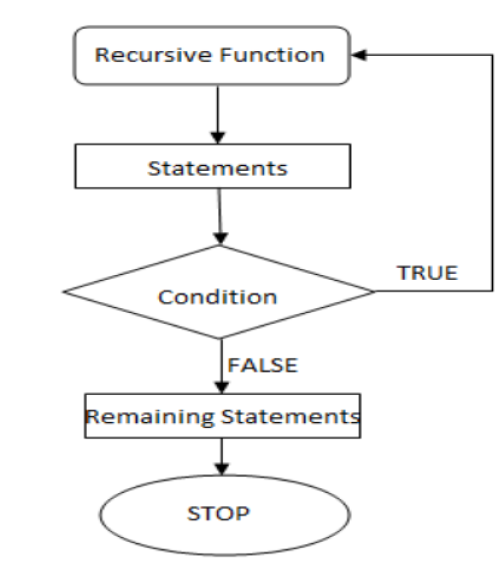 Recursive Function
Statements
TRUE
Condition
FALSE
Remaining Statements
STOP